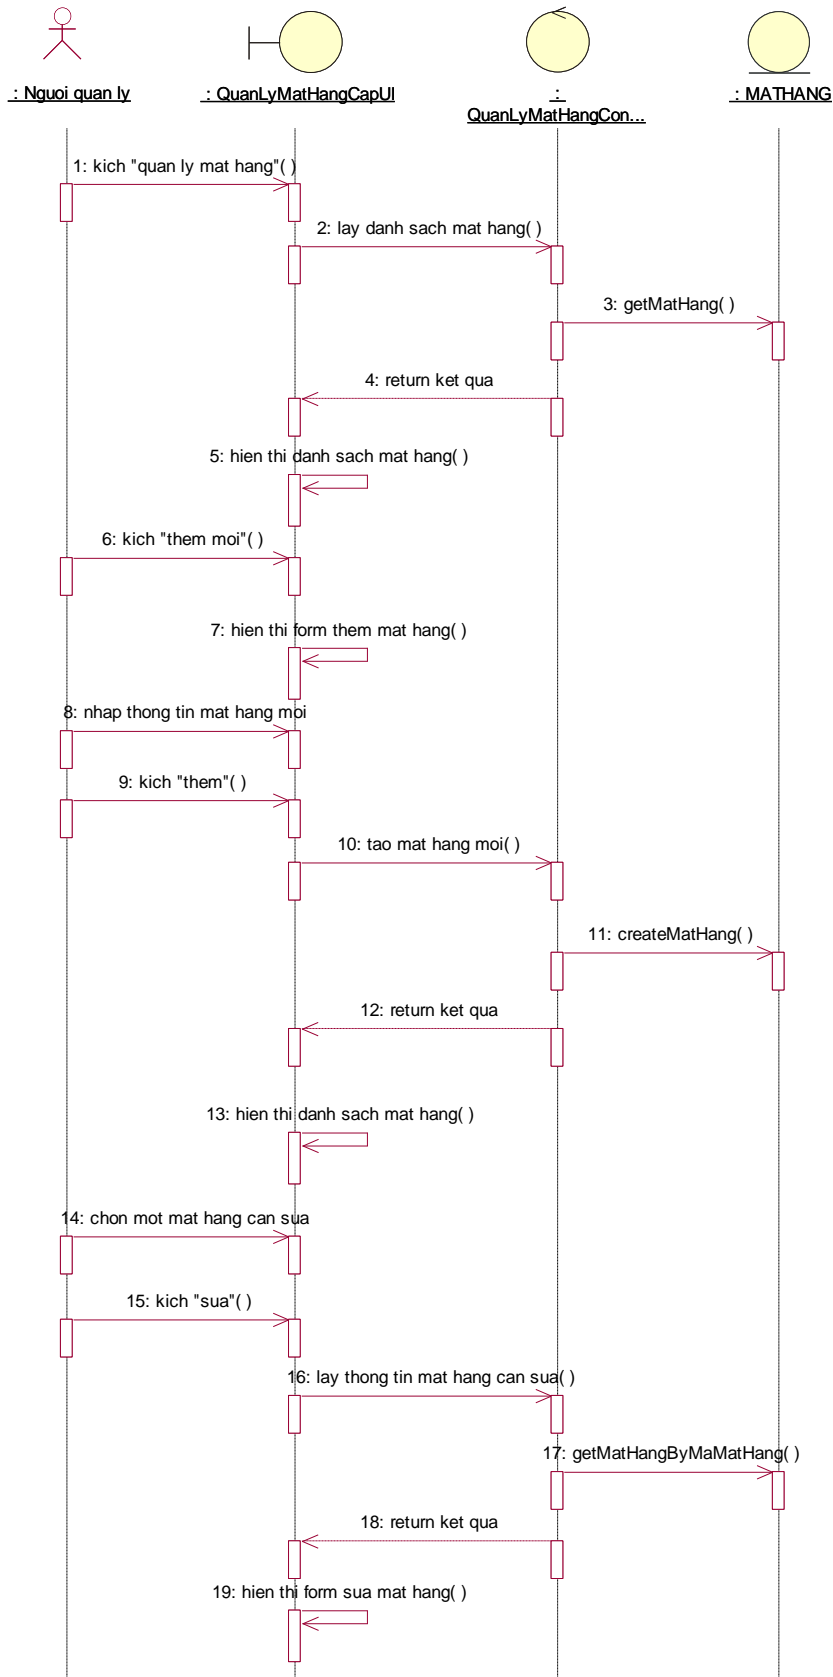 : Nguoi quan ly
: QuanLyMatHangCapUI
:
QuanLyMatHangCon...
: MATHANG
1: kich "quan ly mat hang"( )
2: lay danh sach mat hang( )
3: getMatHang( )
4: return ket qua
5: hien thi danh sach mat hang( )
6: kich "them moi"( )
7: hien thi form them mat hang( )
8: nhap thong tin mat hang moi
9: kich "them"( )
10: tao mat hang moi( )
11: createMatHang( )
12: return ket qua
13: hien thi danh sach mat hang( )
14: chon mot mat hang can sua
15: kich "sua"( )
16: lay thong tin mat hang can sua( )
17: getMatHangByMaMatHang( )
18: return ket qua
19: hien thi form sua mat hang( )